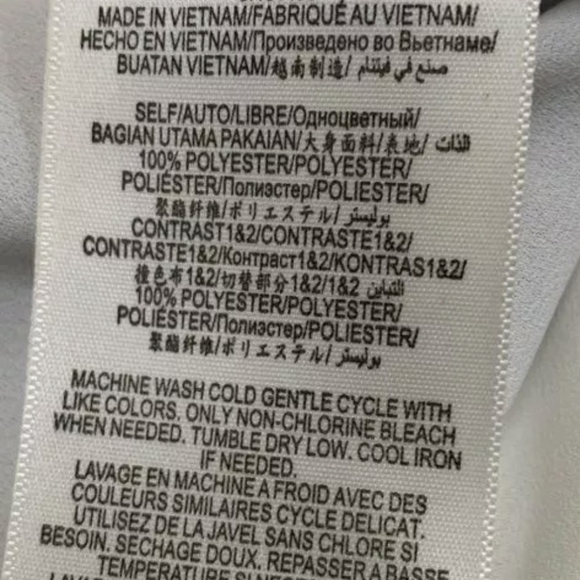 MADE IN VIETNAM/FABRIQUÉ AU VIETNAM/
HECHO EN VIETNAM/Произведено во Вьетнаме/
BUATAN VIETNAM/越南制造/ صنع في فيتنام
SELF/AUTO/LIBRE/Одноцветный/
BAGIAN UTAMA PAKAIAN/大身面料/表地/ الذات
100% POLYESTER/POLYESTER/
POLIÉSTER/Полиэстер/POLIESTER/
聚酯纤维/ポリエステル/ بوليستر
CONTRAST1&2/CONTRASTE1&2/
CONTRASTE1&2/Контраст1&2/KONTRAS1&2/
撞色布1&2/切替部分1&2/1&2 التباين
100% POLYESTER/POLYESTER/
POLIÉSTER/Полиэстер/POLIESTER/
聚酯纤维/ポリエステル/ بوليستر
MACHINE WASH COLD GENTLE CYCLE WITH
LIKE COLORS. ONLY NON-CHLORINE BLEACH
WHEN NEEDED. TUMBLE DRY LOW. COOL IRON
IF NEEDED.
LAVAGE EN MACHINE A FROID AVEC DES
COULEURS SIMILAIRES CYCLE DELICAT.
UTILISEZ DE LA JAVEL SANS CHLORE SI
BESOIN. SECHAGE DOUX. REPASSER A BASSE
TEMPERATURE SI